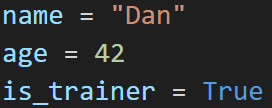 name = "Dan"
age = 42
is_trainer = True